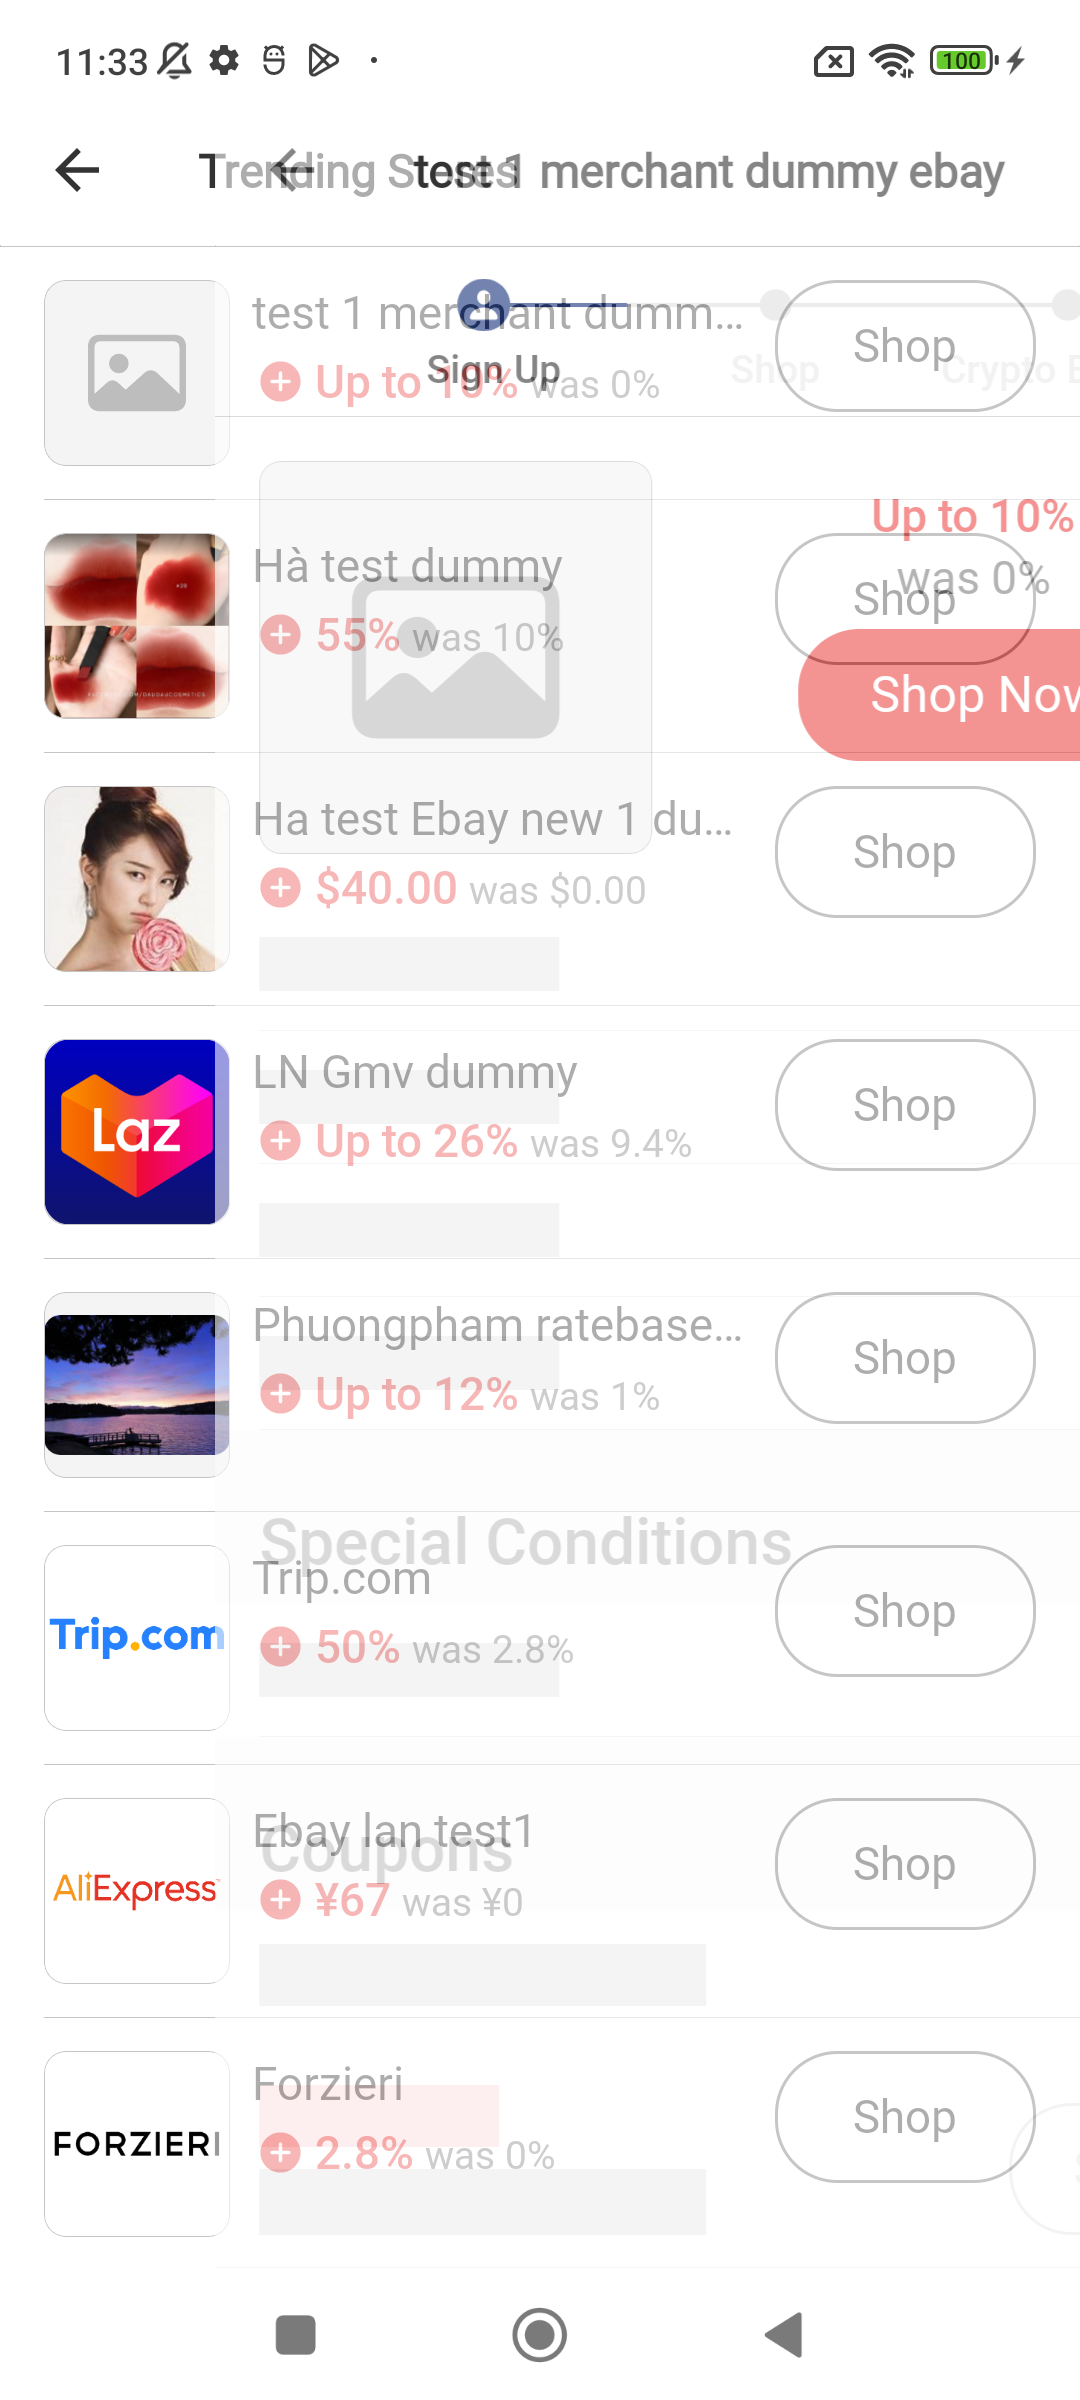 11:33
100
Trending Stores
test 1 merchant dummy ebay
Sign Up
Shop
Crypto
test 1 merchant dumm...
Up to 10% was 0%
Shop
Up to 10%
was 0%
Shop Now
Hà test dummy
55% was 10%
Shop
Ha test Ebay new 1 du...
$40.00 was $0.00
Shop
Laz
LN Gmv dummy
Up to 26% was 9.4%
Shop
Phuongpham ratebase...
Up to 12% was 1%
Shop
Special Conditions
Trip.com
Trip.com
50% was 2.8%
Shop
Coupons
AliExpress
Ebay lan test1
¥67 was ¥0
Shop
FORZIERI
Forzieri
2.8% was 0%
Shop